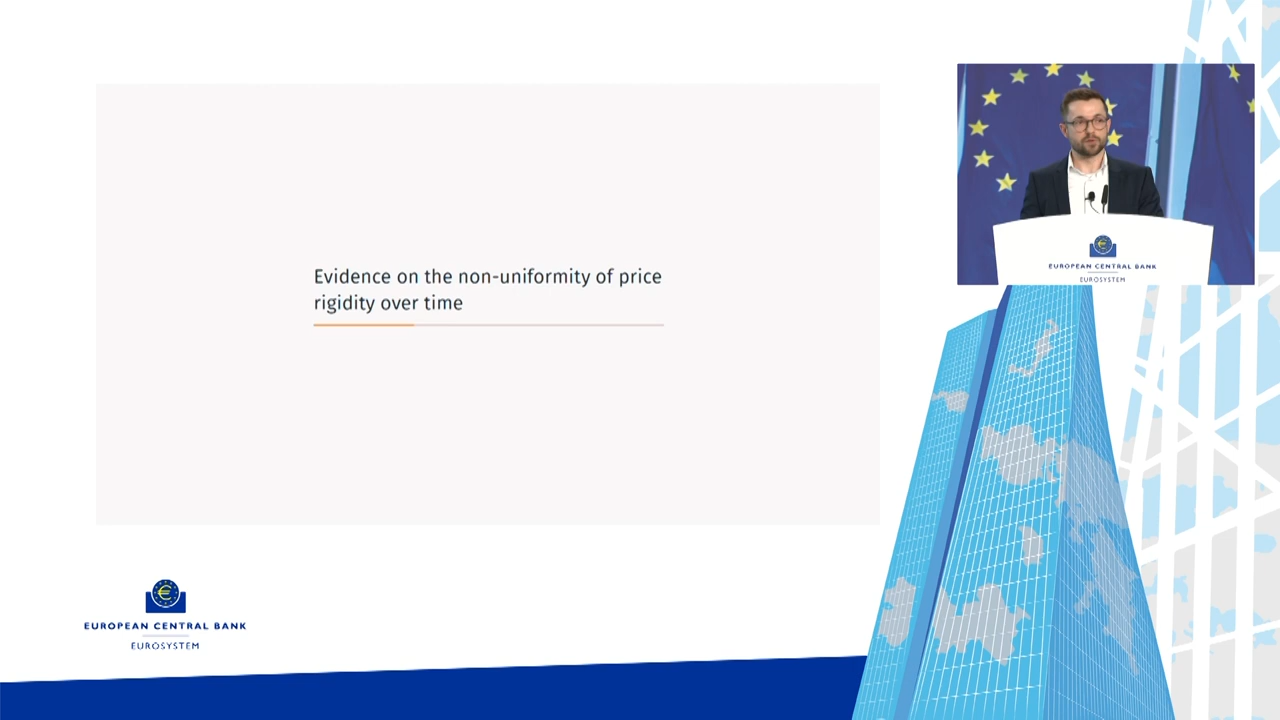 Evidence on the non-uniformity of price
rigidity over time
EUROPEAN CENTRAL BANK
EUROSYSTEM
EUROPEAN CENTRAL BANK
EUROSYSTEM